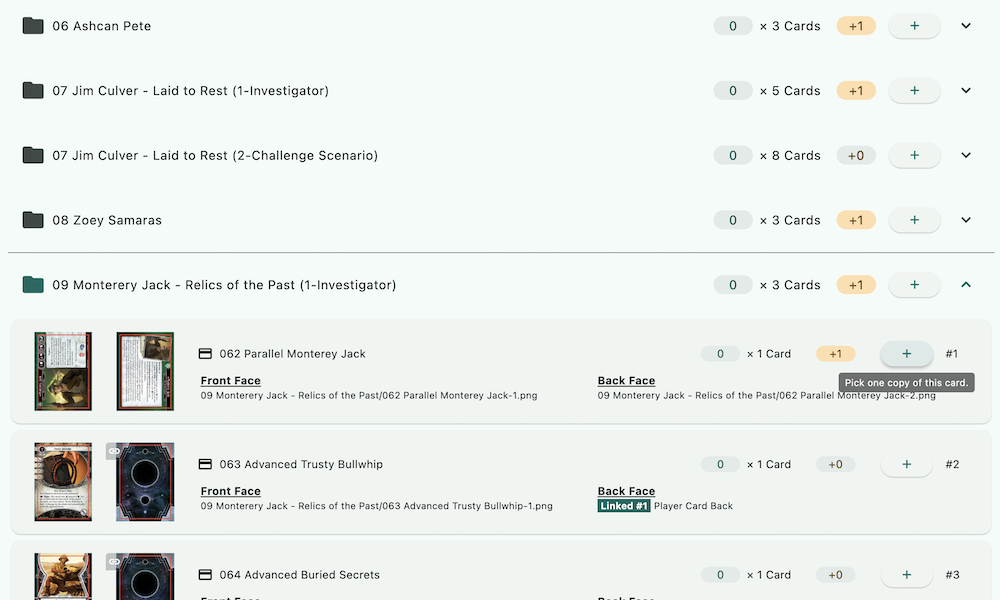 06 Ashcan Pete 0 × 3 Cards +1 +
07 Jim Culver - Laid to Rest (1-Investigator) 0 × 5 Cards +1 +
07 Jim Culver - Laid to Rest (2-Challenge Scenario) 0 × 8 Cards +0 +
08 Zoey Samaras 0 × 3 Cards +1 +
09 Monterery Jack - Relics of the Past (1-Investigator) 0 × 3 Cards +1 +
062 Parallel Monterey Jack 0 × 1 Card +1 + #1
Pick one copy of this card.
Front Face Back Face
09 Monterery Jack - Relics of the Past/062 Parallel Monterey Jack-1.png 09 Monterery Jack - Relics of the Past/062 Parallel Monterey Jack-2.png
063 Advanced Trusty Bullwhip 0 × 1 Card +0 + #2
Front Face Back Face
09 Monterery Jack - Relics of the Past/063 Advanced Trusty Bullwhip-1.png Linked #1 Player Card Back
064 Advanced Buried Secrets 0 × 1 Card +0 + #3
Front Face Back Face